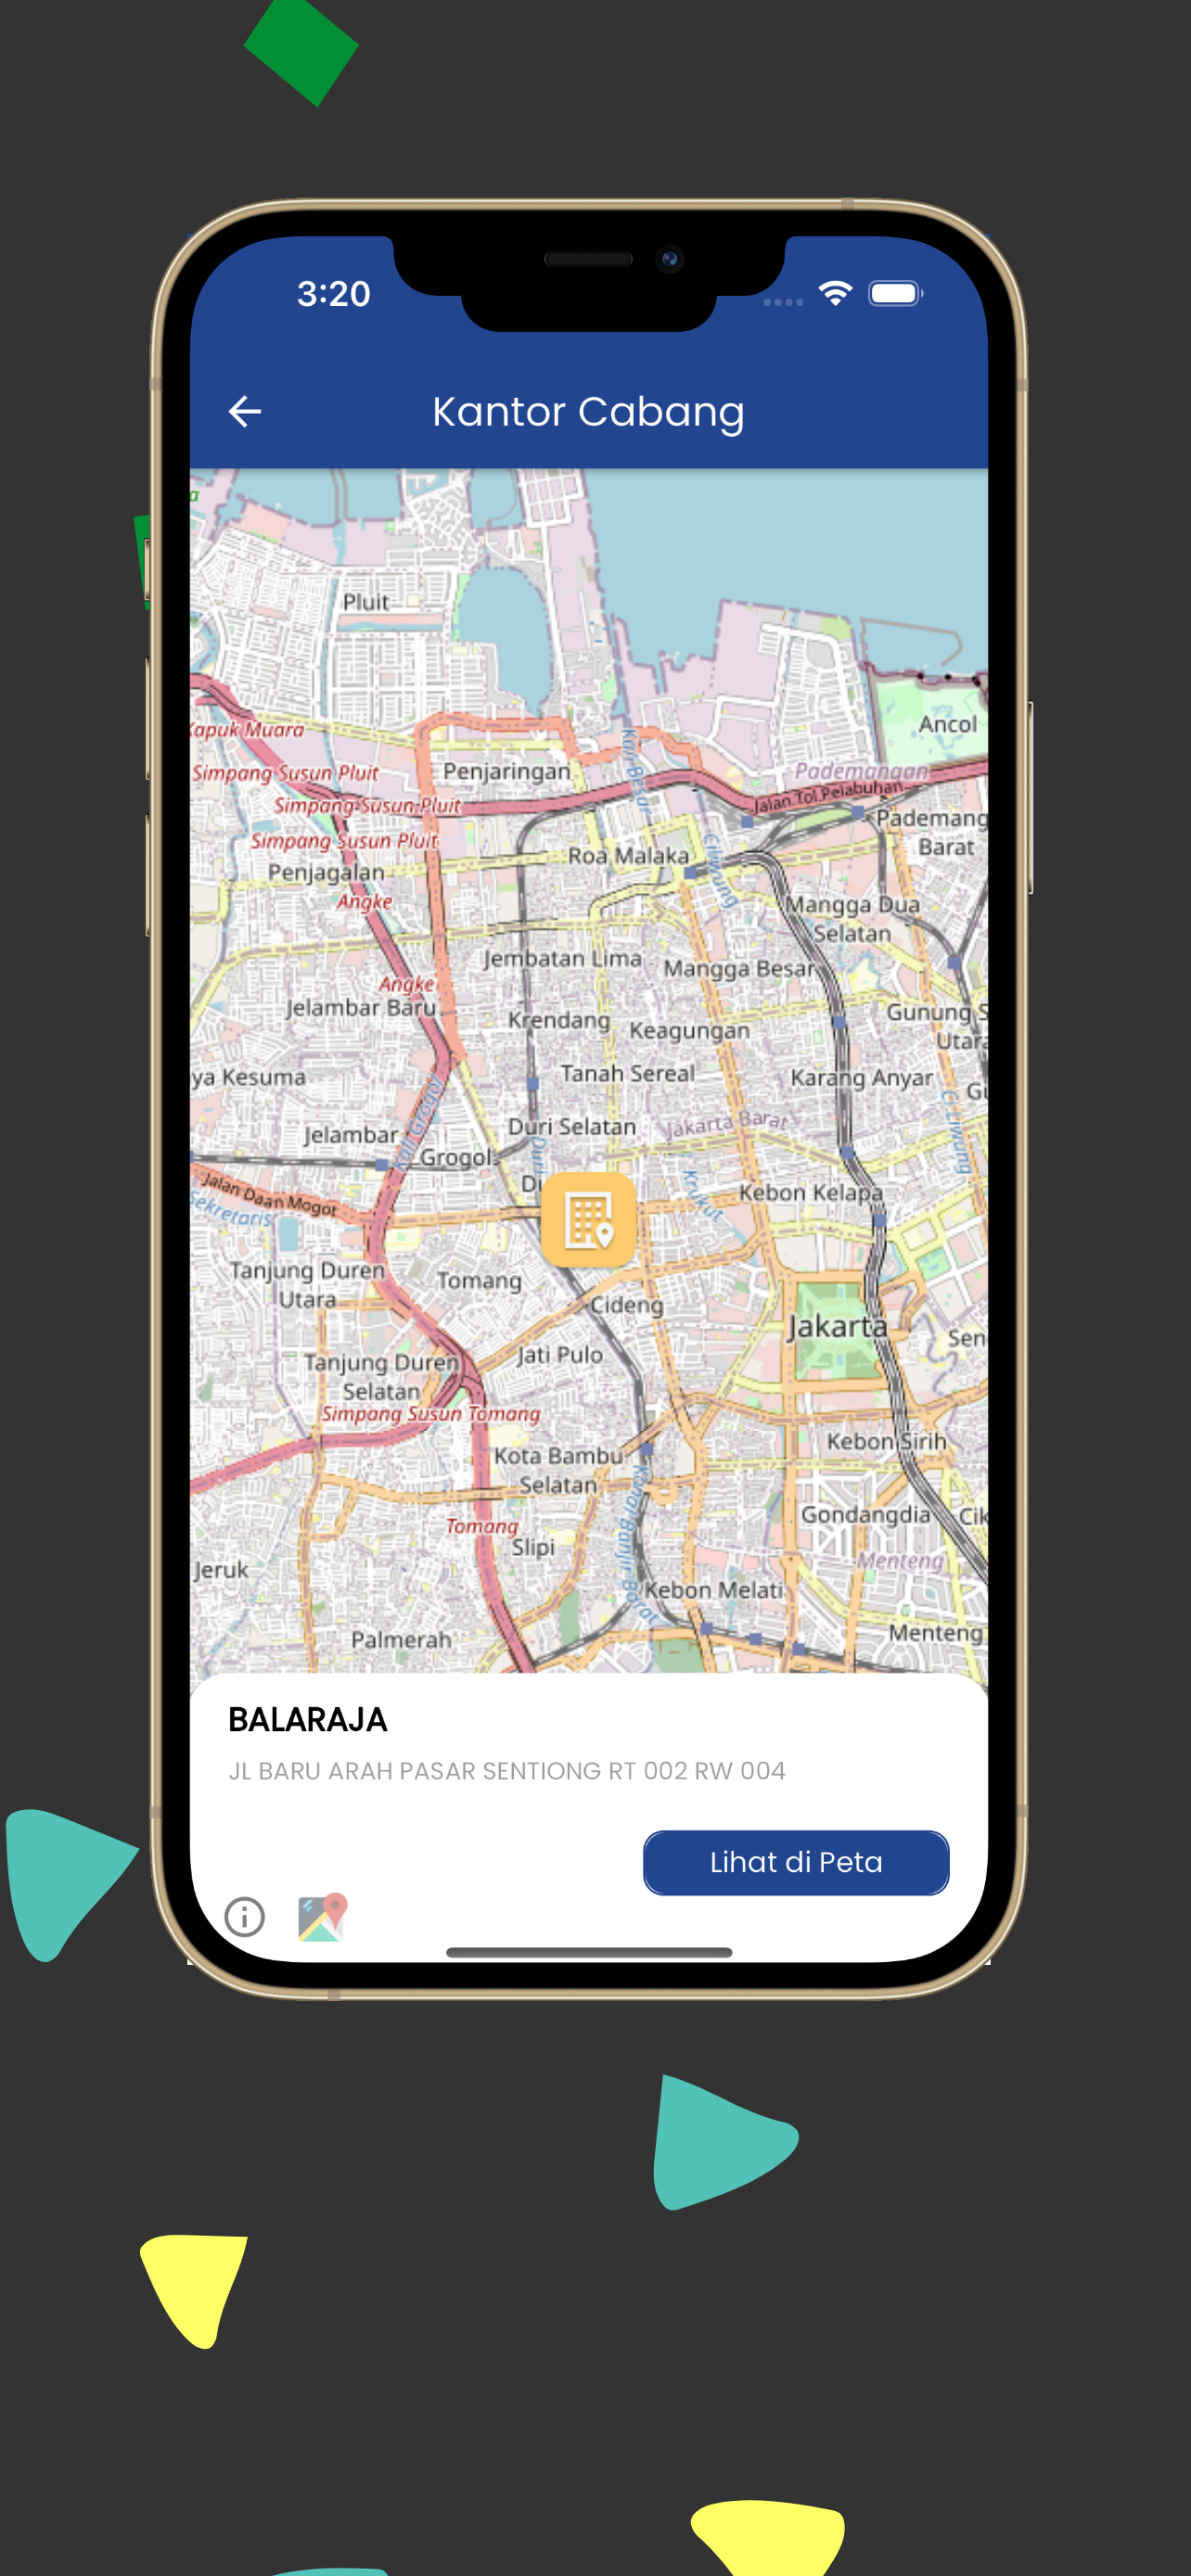 3:20
Kantor Cabang
Pluit
Ancol
Kapuk Muara
Simpang Susun Pluit
Penjaringan
Kali Besar
Pademangan
Jalan Tol Pelabuhan
Simpang Susun Pluit
Pademang
Barat
Simpang Susun Pluit
Roa Malaka
Ciliwung
Penjagalan
Angke
Mangga Dua
Selatan
Jembatan Lima
Mangga Besar
Angke
Jelambar Baru
Krendang
Keagungan
Gunung S
Utara
ya Kesuma
Tanah Sereal
Karang Anyar
Gu
Kali Grogol
Jelambar
Duri Selatan
Jakarta Barat
Ciliwung
Grogol
Jalan Daan Mogot
Sekretaris
Krukut
Kebon Kelapa
Tanjung Duren
Utara
Tomang
Cideng
Jakarta
Sen
Tanjung Duren
Selatan
Jati Pulo
Simpang Susun Tomang
Kebon Sirih
Kota Bambu
Selatan
Kanal Banjir Barat
Gondangdia
Cik
Tomang
Slipi
Menteng
Jeruk
Kebon Melati
Palmerah
Menteng
BALARAJA
JL BARU ARAH PASAR SENTIONG RT 002 RW 004
Lihat di Peta